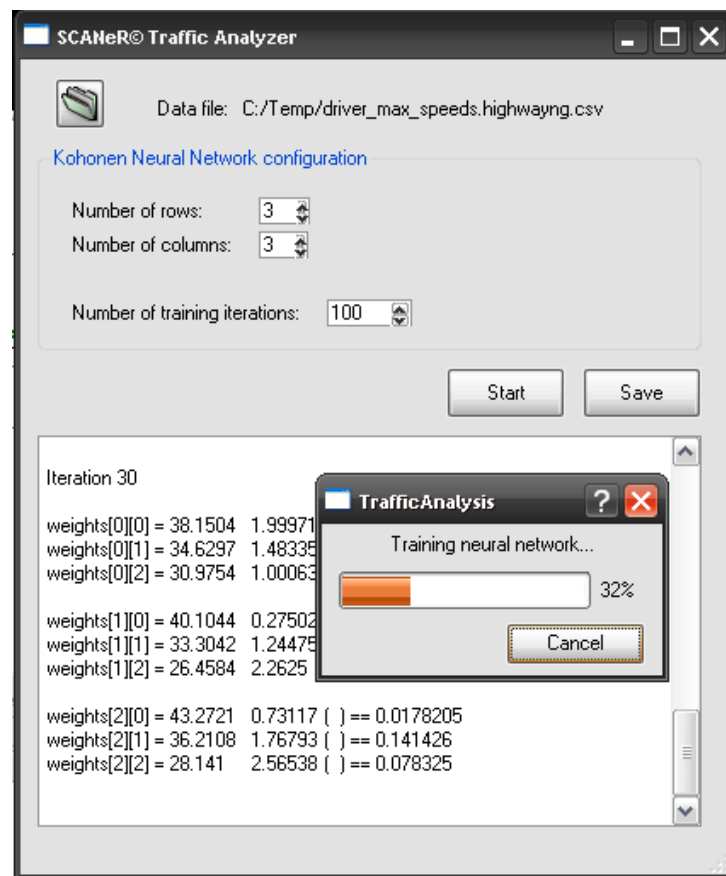 SCANeR© Traffic Analyzer
Data file: C:/Temp/driver_max_speeds.highwayng.csv
Kohonen Neural Network configuration
Number of rows: 3
Number of columns: 3
Number of training iterations: 100
Start Save
Iteration 30
weights[0][0] = 38.1504 1.99971
weights[0][1] = 34.6297 1.48335
weights[0][2] = 30.9754 1.00063
weights[1][0] = 40.1044 0.27502
weights[1][1] = 33.3042 1.24475
weights[1][2] = 26.4584 2.2625
weights[2][0] = 43.2721 0.73117 ( ) == 0.0178205
weights[2][1] = 36.2108 1.76793 ( ) == 0.141426
weights[2][2] = 28.141 2.56538 ( ) == 0.078325
TrafficAnalysis
Training neural network...
32%
Cancel